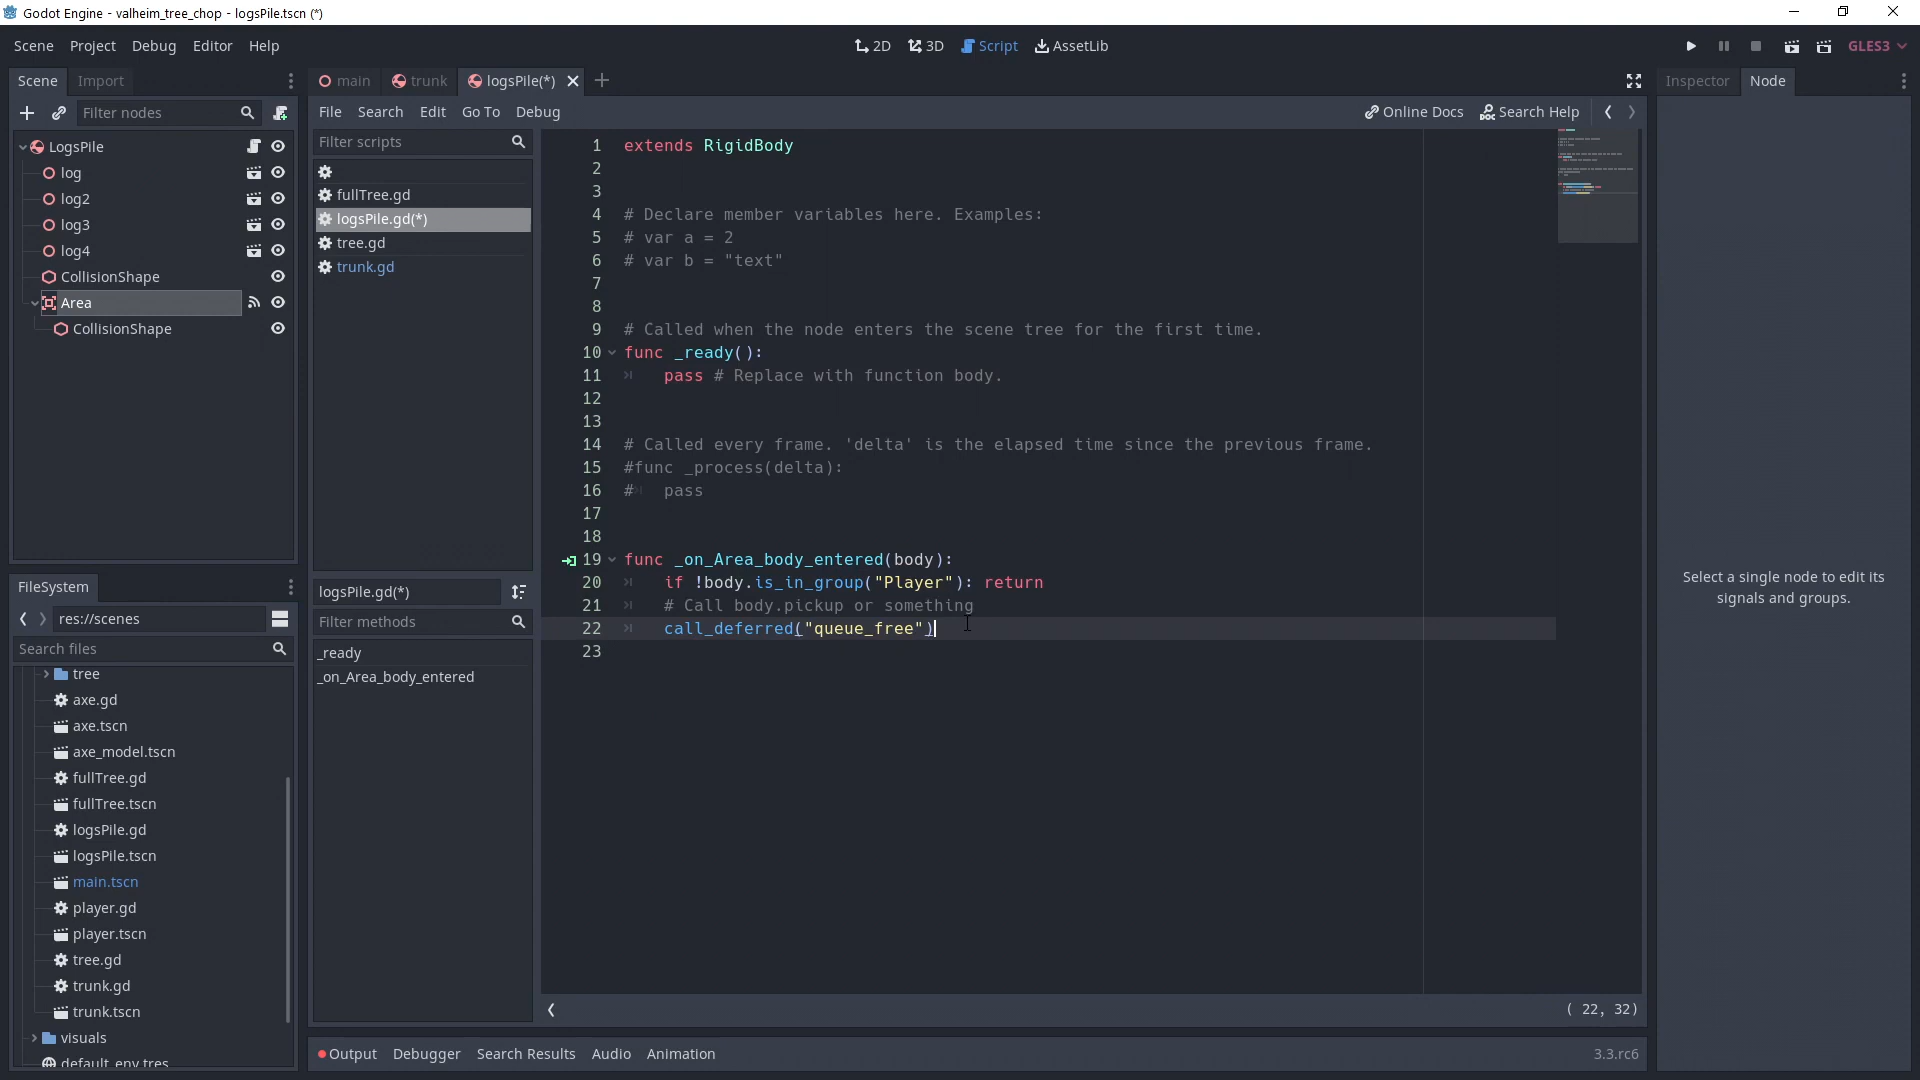 Godot Engine - valheim_tree_chop - logsPile.tscn (*)
Scene Project Debug Editor Help
2D 3D Script AssetLib
GLES3
Scene Import
main trunk logsPile(*)
Inspector Node
Filter nodes
File Search Edit Go To Debug
Online Docs Search Help
LogsPile
log
log2
log3
log4
CollisionShape
Area
CollisionShape
Filter scripts
fullTree.gd
logsPile.gd(*)
tree.gd
trunk.gd
logsPile.gd(*)
Filter methods
_ready
_on_Area_body_entered
1 extends RigidBody
2
3
4 # Declare member variables here. Examples:
5 # var a = 2
6 # var b = "text"
7
8
9 # Called when the node enters the scene tree for the first time.
10 func _ready():
11 pass # Replace with function body.
12
13
14 # Called every frame. 'delta' is the elapsed time since the previous frame.
15 #func _process(delta):
16 # pass
17
18
19 func _on_Area_body_entered(body):
20 if !body.is_in_group("Player"): return
21 # Call body.pickup or something
22 call_deferred("queue_free")
23
( 22, 32)
Select a single node to edit its
signals and groups.
FileSystem
res://scenes
Search files
tree
axe.gd
axe.tscn
axe_model.tscn
fullTree.gd
fullTree.tscn
logsPile.gd
logsPile.tscn
main.tscn
player.gd
player.tscn
tree.gd
trunk.gd
trunk.tscn
visuals
default_env.tres
Output Debugger Search Results Audio Animation
3.3.rc6